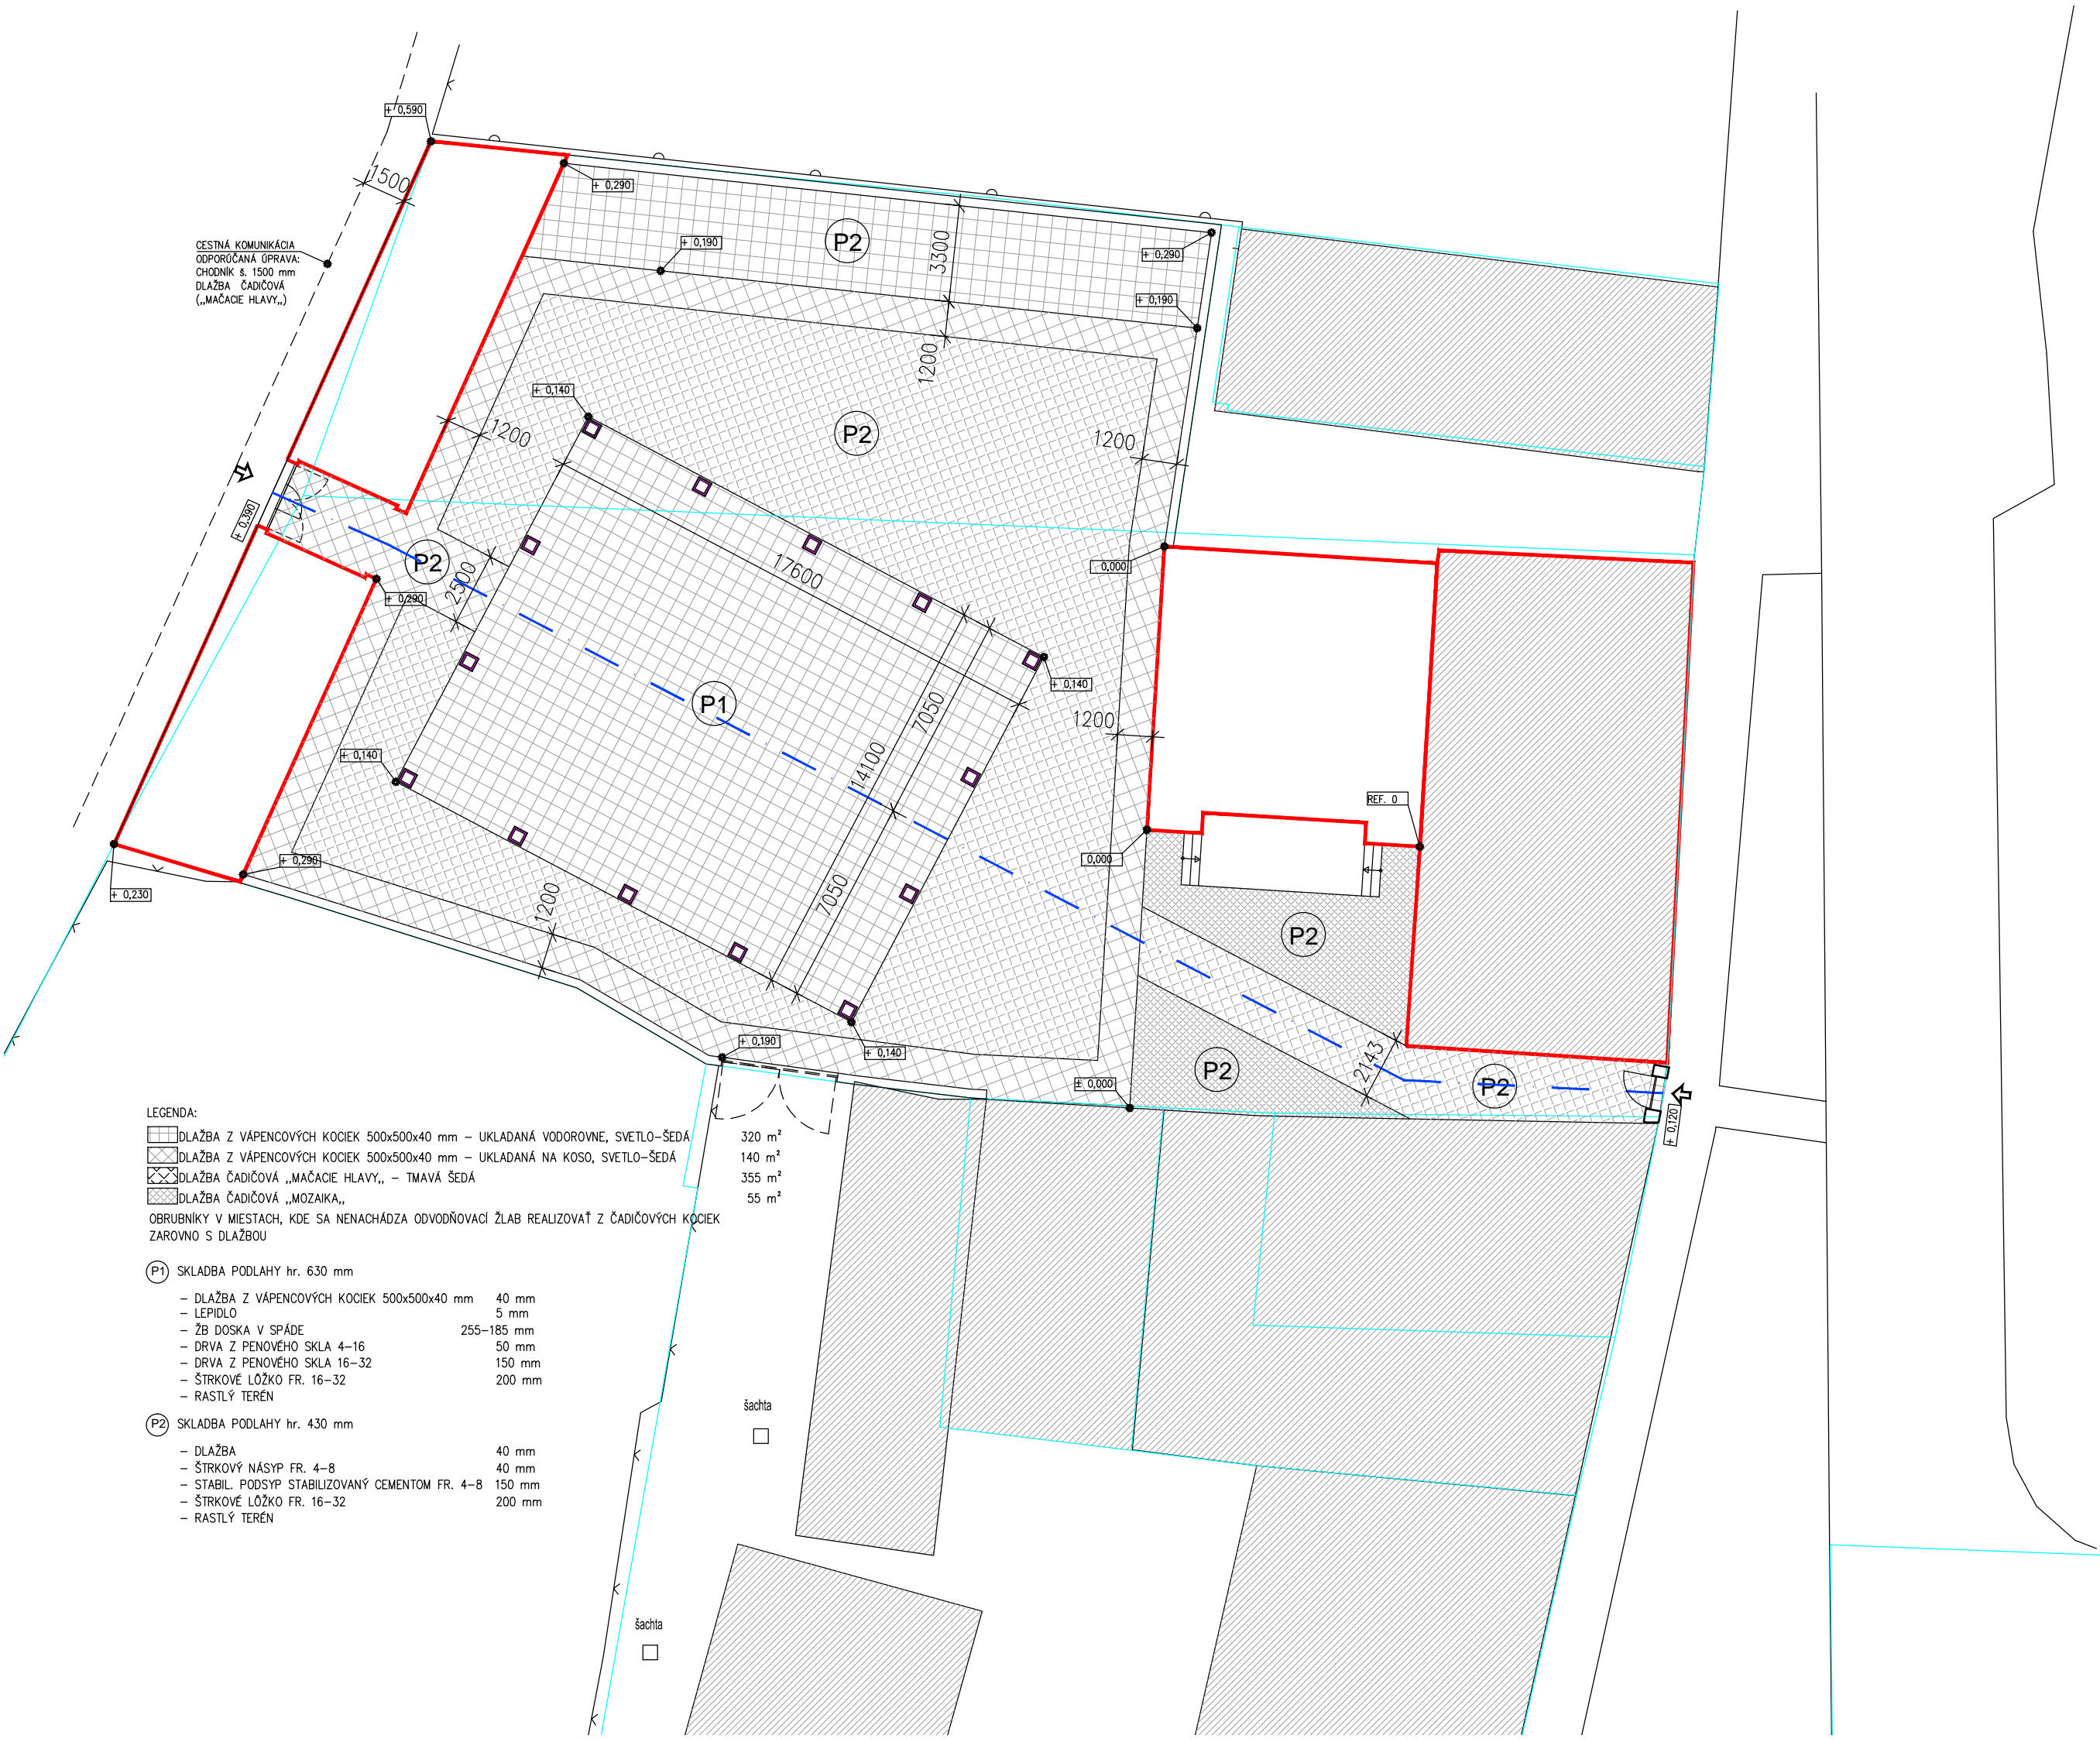 + 0,590
1500
+ 0,290
CESTNÁ KOMUNIKÁCIA
ODPORÚČANÁ ÚPRAVA:
CHODNÍK š. 1500 mm
DLAŽBA ČADIČOVÁ
(„MAČACIE HLAVY„)
+ 0,190
P2
3300
+ 0,290
+ 0,190
1200
+ 0,140
1200
P2
1200
+ 0,390
P2
2500
+ 0,290
17600
0,000
+ 0,140
P1
7050
1200
14100
+ 0,140
REF. 0
0,000
+ 0,290
+ 0,230
1200
7050
P2
+ 0,190
+ 0,140
P2
± 0,000
2143
P2
+ 0,120
LEGENDA:
DLAŽBA Z VÁPENCOVÝCH KOCIEK 500x500x40 mm – UKLADANÁ VODOROVNE, SVETLO–ŠEDÁ 320 m²
DLAŽBA Z VÁPENCOVÝCH KOCIEK 500x500x40 mm – UKLADANÁ NA KOSO, SVETLO–ŠEDÁ 140 m²
DLAŽBA ČADIČOVÁ „MAČACIE HLAVY„ – TMAVÁ ŠEDÁ 355 m²
DLAŽBA ČADIČOVÁ „MOZAIKA„ 55 m²
OBRUBNÍKY V MIESTACH, KDE SA NENACHÁDZA ODVODŇOVACÍ ŽLAB REALIZOVAŤ Z ČADIČOVÝCH KOCIEK
ZAROVNO S DLAŽBOU
P1 SKLADBA PODLAHY hr. 630 mm
– DLAŽBA Z VÁPENCOVÝCH KOCIEK 500x500x40 mm 40 mm
– LEPIDLO 5 mm
– ŽB DOSKA V SPÁDE 255–185 mm
– DRVA Z PENOVÉHO SKLA 4–16 50 mm
– DRVA Z PENOVÉHO SKLA 16–32 150 mm
– ŠTRKOVÉ LÔŽKO FR. 16–32 200 mm
– RASTLÝ TERÉN
P2 SKLADBA PODLAHY hr. 430 mm
– DLAŽBA 40 mm
– ŠTRKOVÝ NÁSYP FR. 4–8 40 mm
– STABIL. PODSYP STABILIZOVANÝ CEMENTOM FR. 4–8 150 mm
– ŠTRKOVÉ LÔŽKO FR. 16–32 200 mm
– RASTLÝ TERÉN
šachta
šachta